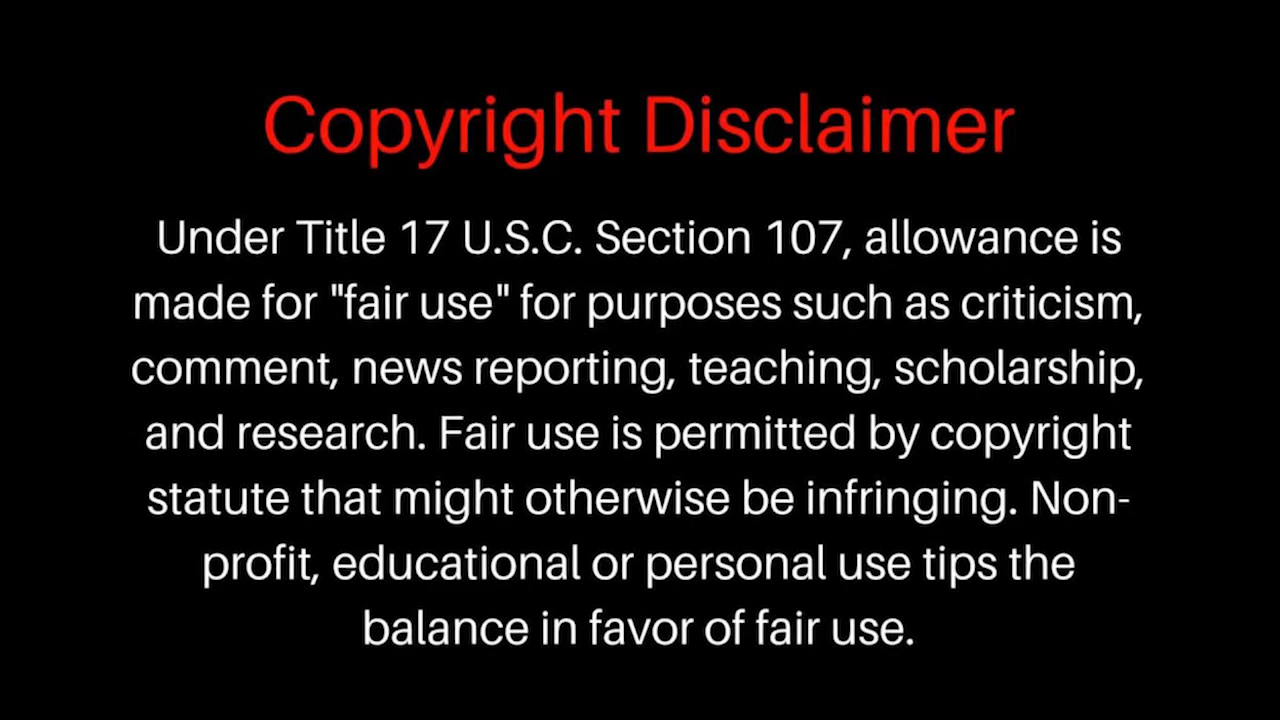 Copyright Disclaimer
Under Title 17 U.S.C. Section 107, allowance is
made for "fair use" for purposes such as criticism,
comment, news reporting, teaching, scholarship,
and research. Fair use is permitted by copyright
statute that might otherwise be infringing. Non-
profit, educational or personal use tips the
balance in favor of fair use.